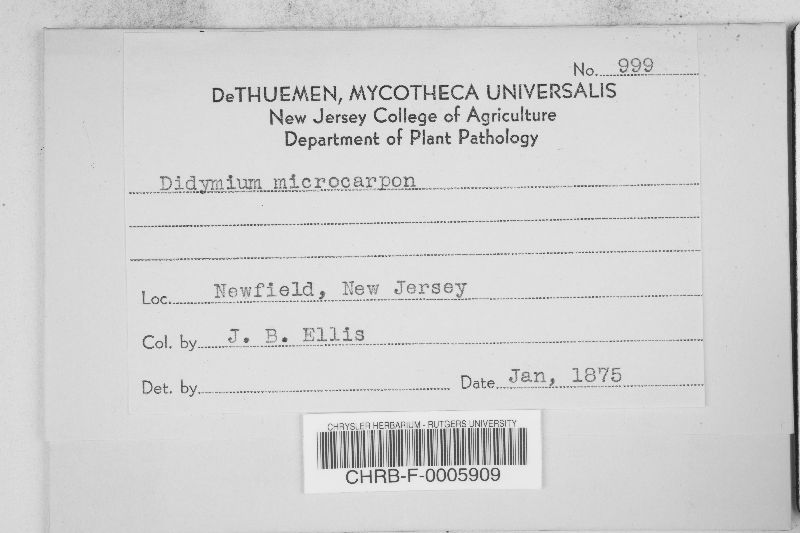 No. 999
DeTHUEMEN, MYCOTHECA UNIVERSALIS
New Jersey College of Agriculture
Department of Plant Pathology
Didymium microcarpon
Loc. Newfield, New Jersey
Col. by J. B. Ellis
Det. by Date Jan, 1875
CHRYSLER HERBARIUM - RUTGERS UNIVERSITY
CHRB-F-0005909